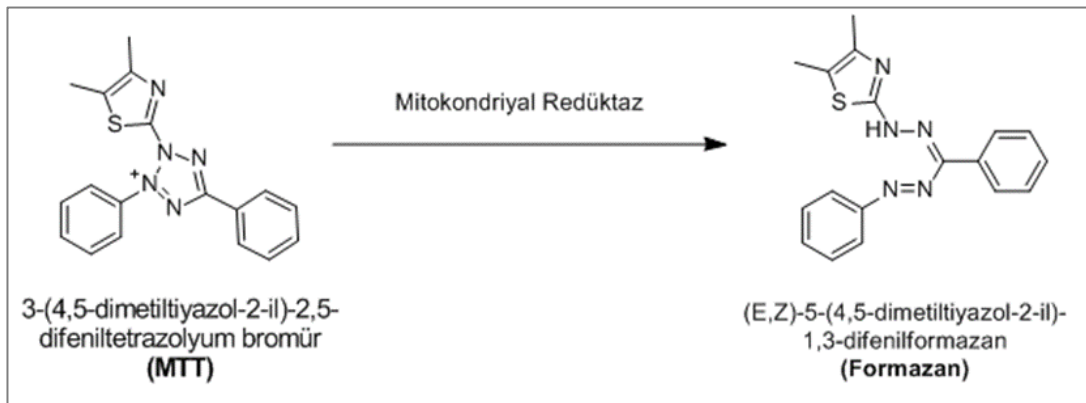 N
S
N
N
+
N
N
Mitokondriyal Redüktaz
N
S
HN
N
N
N
3-(4,5-dimetiltiyazol-2-il)-2,5-
difeniltetrazolyum bromür
(MTT)
(E,Z)-5-(4,5-dimetiltiyazol-2-il)-
1,3-difenilformazan
(Formazan)